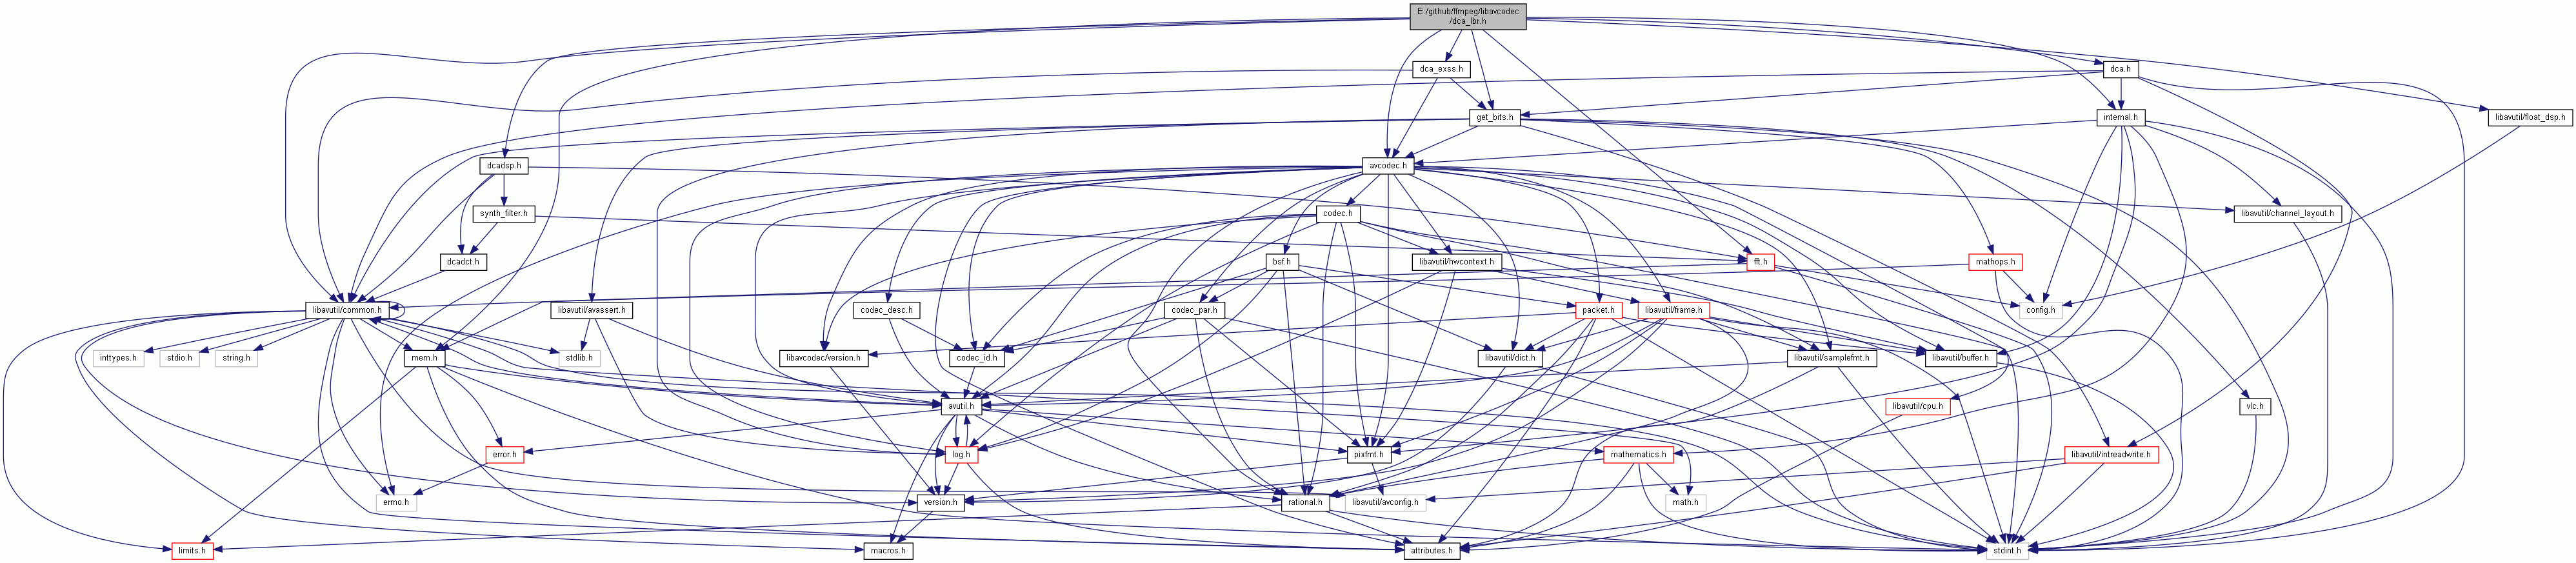 E:/github/ffmpeg/libavcodec
/dca_lbr.h
dca_exss.h
dca.h
get_bits.h
internal.h
libavutil/float_dsp.h
dcadsp.h
avcodec.h
synth_filter.h
codec.h
libavutil/channel_layout.h
dcadct.h
bsf.h
libavutil/hwcontext.h
fft.h
mathops.h
libavutil/common.h
libavutil/avassert.h
codec_desc.h
codec_par.h
packet.h
libavutil/frame.h
config.h
inttypes.h
stdio.h
string.h
mem.h
stdlib.h
libavcodec/version.h
codec_id.h
libavutil/dict.h
libavutil/samplefmt.h
libavutil/buffer.h
avutil.h
libavutil/cpu.h
vlc.h
error.h
log.h
pixfmt.h
mathematics.h
libavutil/intreadwrite.h
errno.h
version.h
rational.h
libavutil/avconfig.h
math.h
limits.h
macros.h
attributes.h
stdint.h